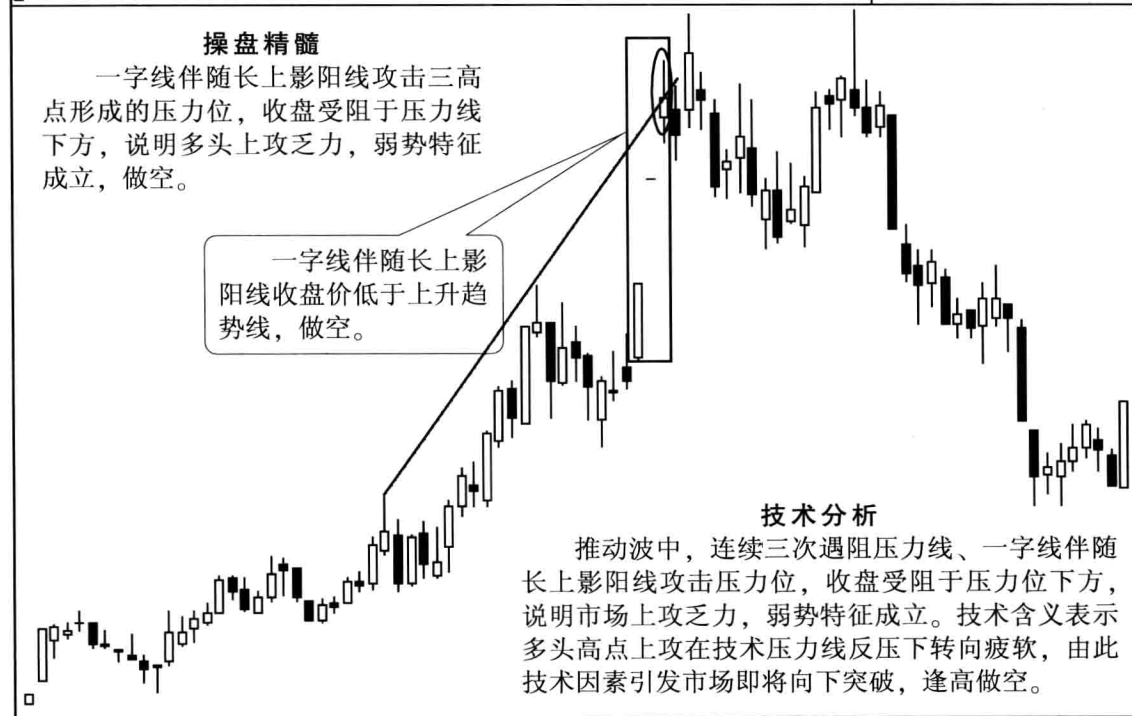 操盘精髓
一字线伴随长上影阳线攻击三高
点形成的压力位，收盘受阻于压力线
下方，说明多头上攻乏力，弱势特征
成立，做空。
一字线伴随长上影
阳线收盘价低于上升趋
势线，做空。
技术分析
推动波中，连续三次遇阻压力线、一字线伴随
长上影阳线攻击压力位，收盘受阻于压力位下方，
说明市场上攻乏力，弱势特征成立。技术含义表示
多头高点上攻在技术压力线反压下转向疲软，由此
技术因素引发市场即将向下突破，逢高做空。